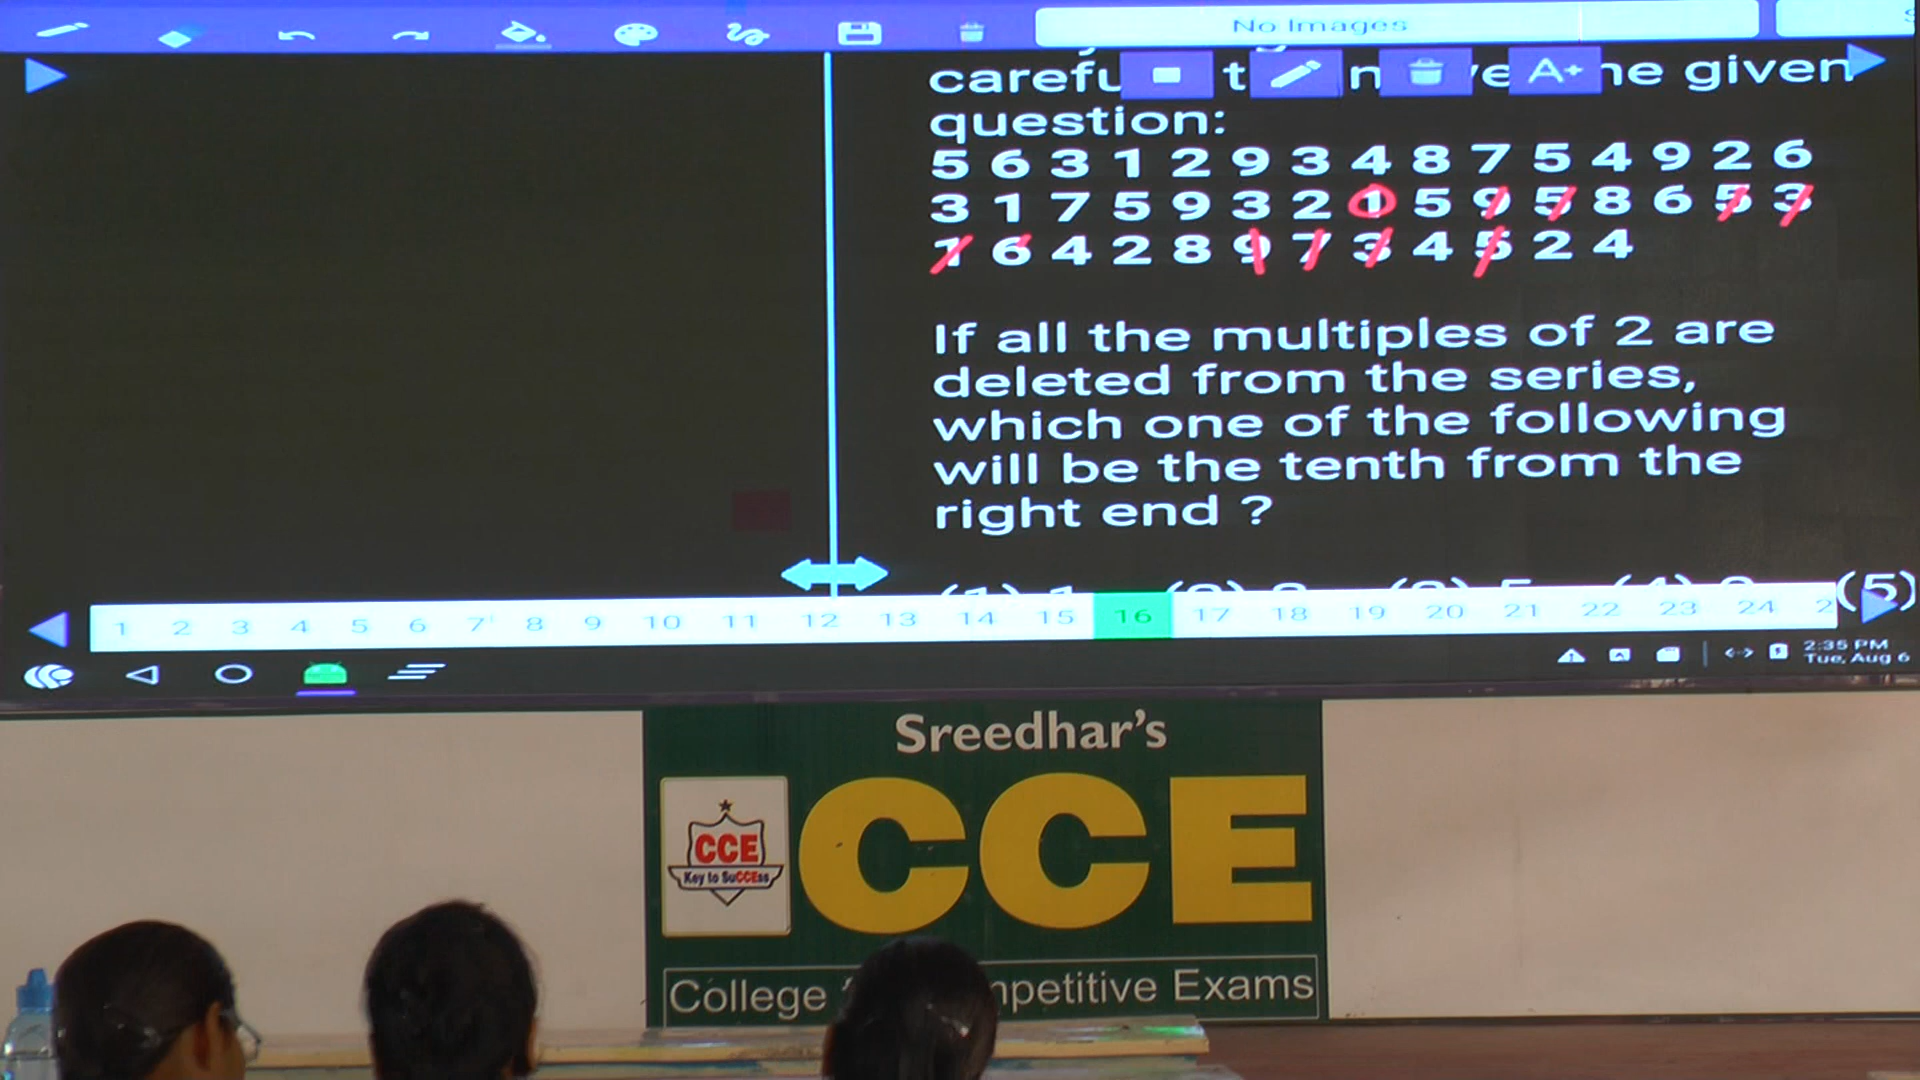 No Images
A+
given
question:
5 6 3 1 2 9 3 4 8 7 5 4 9 2 6
3 1 7 5 9 3 2 1 5 9 5 8 6 5 3
1 6 4 2 8 9 7 3 4 5 2 4
If all the multiples of 2 are
deleted from the series,
which one of the following
will be the tenth from the
right end ?
(5)
1 2 3 4 5 6 7 8 9 10 11 12 13 14 15 16 17 18 19 20 21 22 23 24
2:35 PM
Tue, Aug 6
Sreedhar's
CCE
CCE
Key to SuCCEss
College
Exams